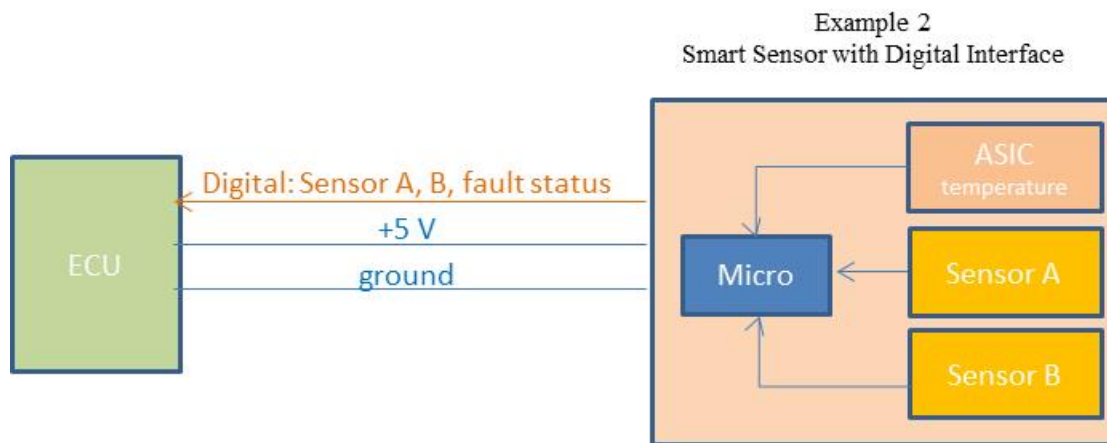 Example 2
Smart Sensor with Digital Interface
ECU
Digital: Sensor A, B, fault status
+5 V
ground
Micro
ASIC
temperature
Sensor A
Sensor B